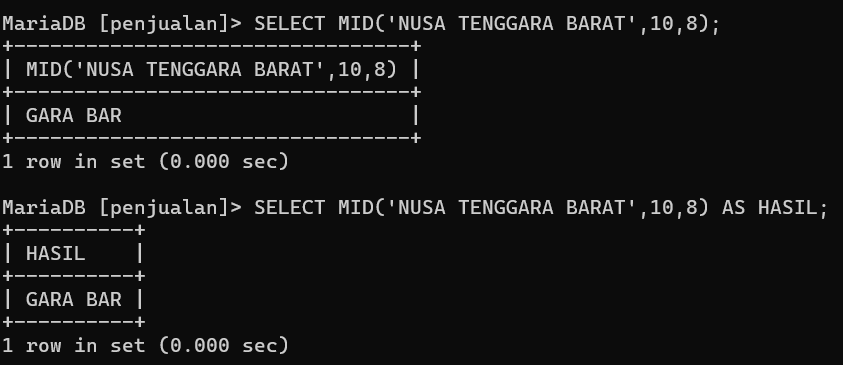 MariaDB [penjualan]> SELECT MID('NUSA TENGGARA BARAT',10,8);
+---------------------------------+
| MID('NUSA TENGGARA BARAT',10,8) |
+---------------------------------+
| GARA BAR                        |
+---------------------------------+
1 row in set (0.000 sec)
MariaDB [penjualan]> SELECT MID('NUSA TENGGARA BARAT',10,8) AS HASIL;
+----------+
| HASIL    |
+----------+
| GARA BAR |
+----------+
1 row in set (0.000 sec)